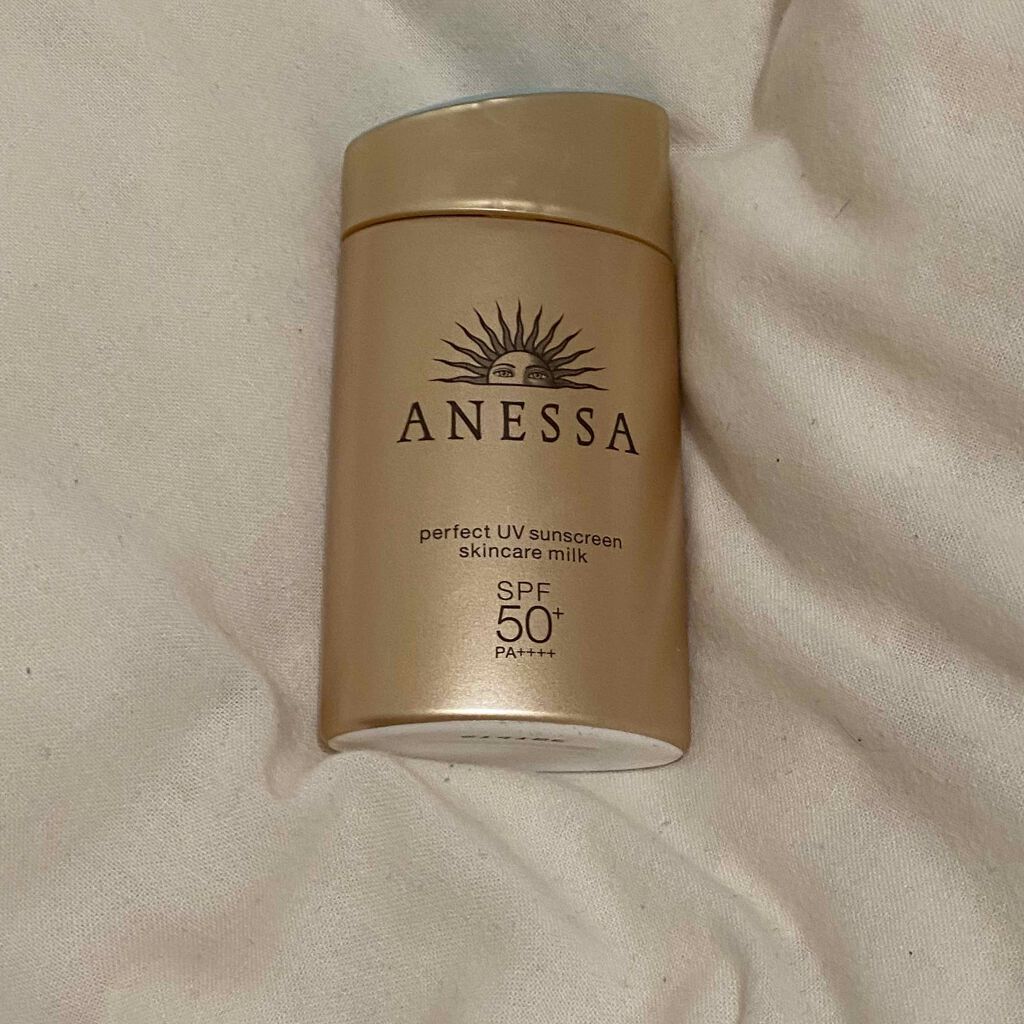 ANESSA
perfect UV sunscreen
skincare milk
SPF
50+
PA++++